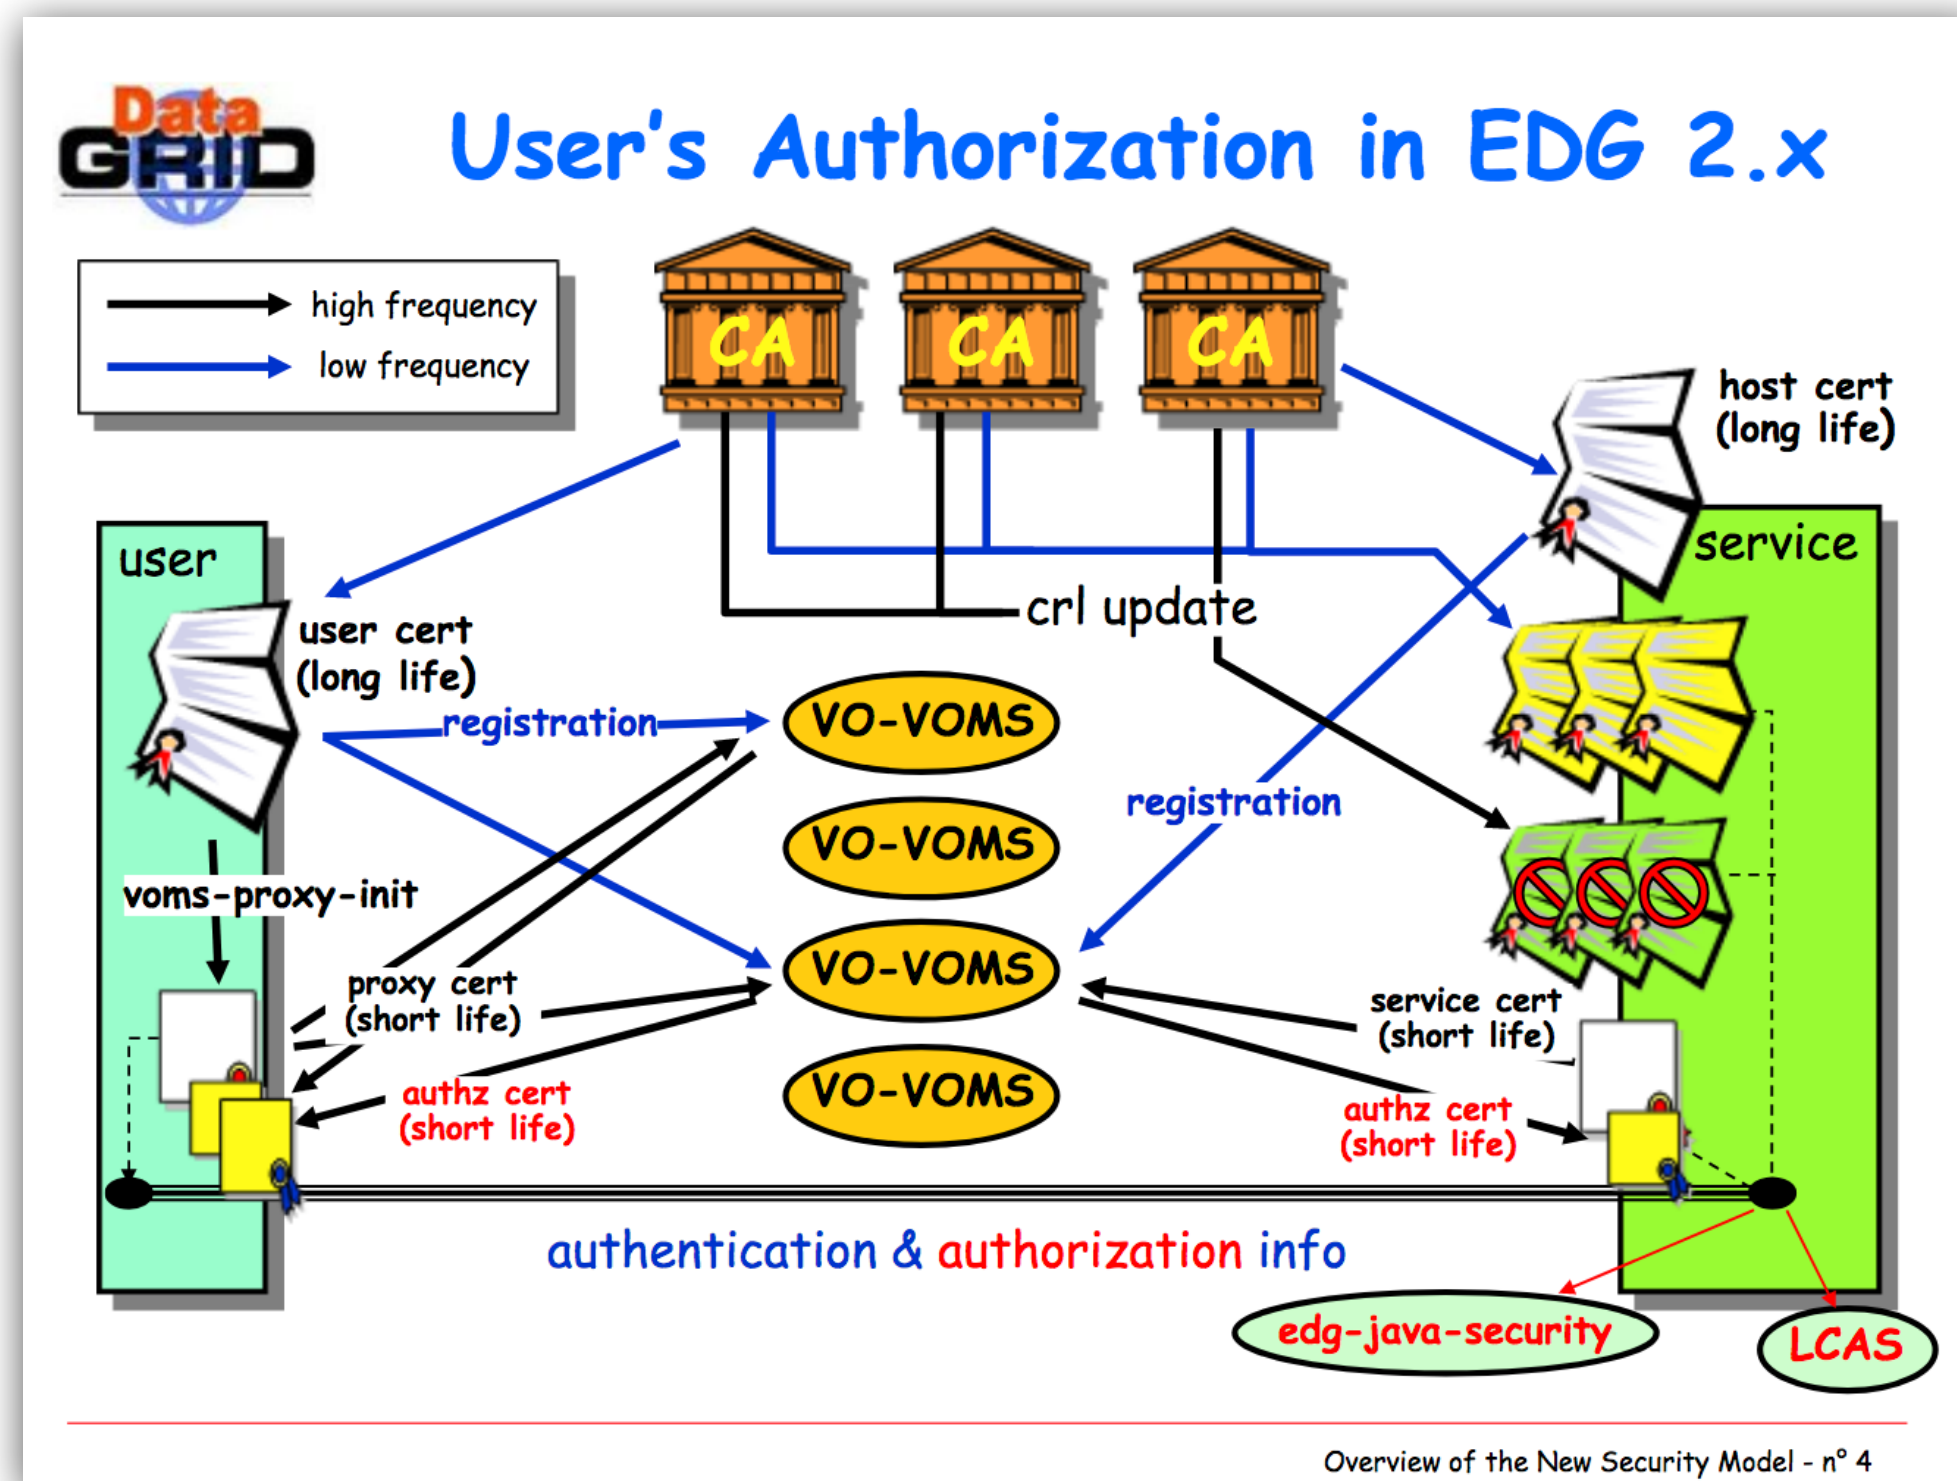 Data
GRID
User's Authorization in EDG 2.x
high frequency
low frequency
CA
CA
CA
host cert
(long life)
user
service
user cert
(long life)
crl update
registration
VO-VOMS
registration
VO-VOMS
voms-proxy-init
VO-VOMS
proxy cert
(short life)
service cert
(short life)
authz cert
(short life)
VO-VOMS
authz cert
(short life)
authentication & authorization info
edg-java-security
LCAS
Overview of the New Security Model - n° 4